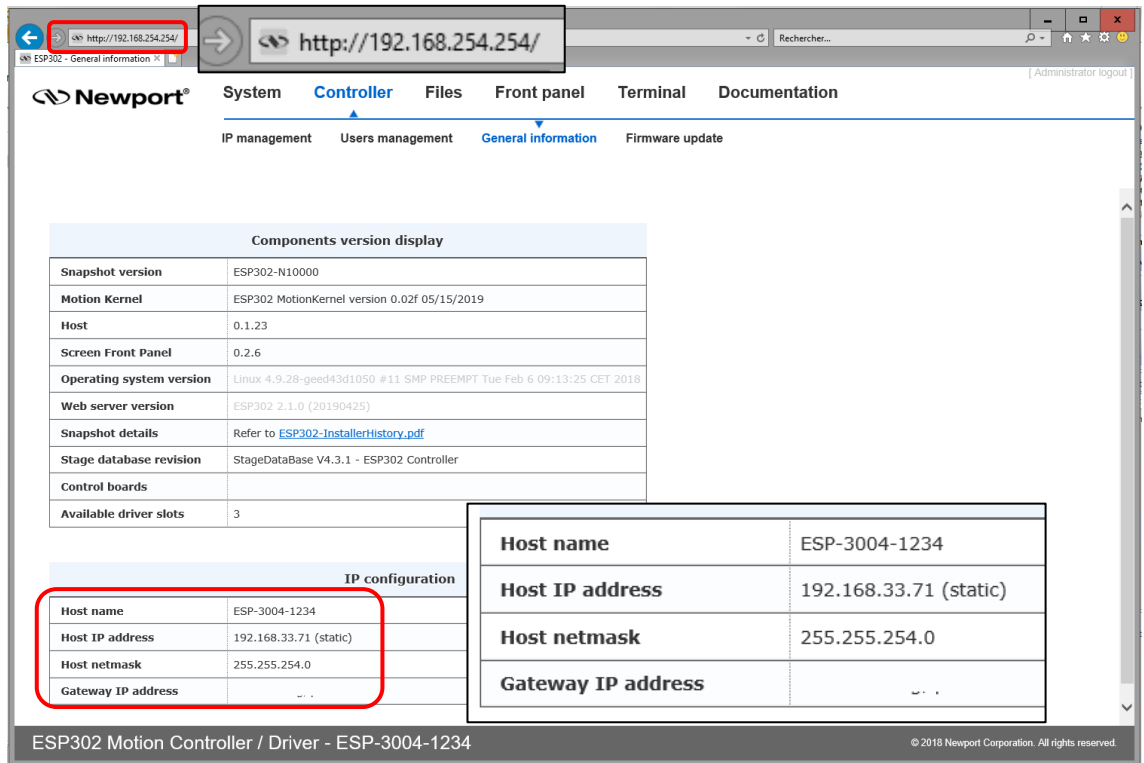 http://192.168.254.254/
http://192.168.254.254/
Rechercher...
ESP302 - General information
[ Administrator logout ]
Newport®
System Controller Files Front panel Terminal Documentation
IP management Users management General information Firmware update
Components version display
Snapshot version ESP302-N10000
Motion Kernel ESP302 MotionKernel version 0.02f 05/15/2019
Host 0.1.23
Screen Front Panel 0.2.6
Operating system version Linux 4.9.28-geed43d1050 #11 SMP PREEMPT Tue Feb 6 09:13:25 CET 2018
Web server version ESP302 2.1.0 (20190425)
Snapshot details Refer to ESP302-InstallerHistory.pdf
Stage database revision StageDataBase V4.3.1 - ESP302 Controller
Control boards
Available driver slots 3
IP configuration
Host name ESP-3004-1234
Host IP address 192.168.33.71 (static)
Host netmask 255.255.254.0
Gateway IP address
Host name ESP-3004-1234
Host IP address 192.168.33.71 (static)
Host netmask 255.255.254.0
Gateway IP address
ESP302 Motion Controller / Driver - ESP-3004-1234
© 2018 Newport Corporation. All rights reserved.